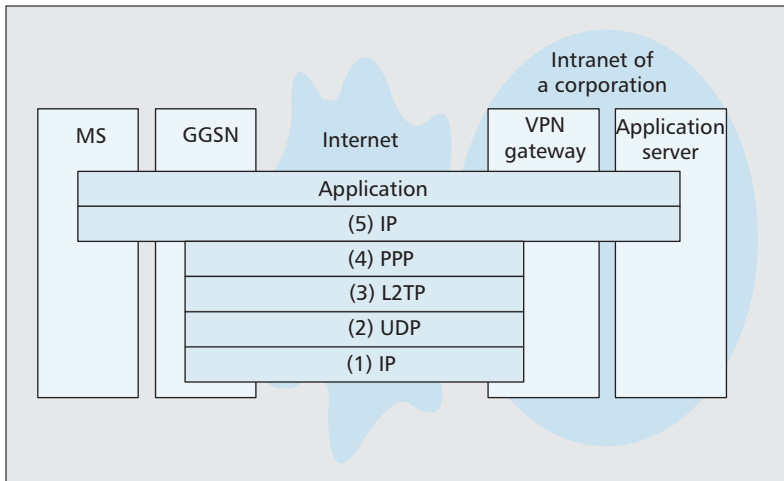 Intranet of
a corporation
MS
GGSN
Internet
VPN
gateway
Application
server
Application
(5) IP
(4) PPP
(3) L2TP
(2) UDP
(1) IP